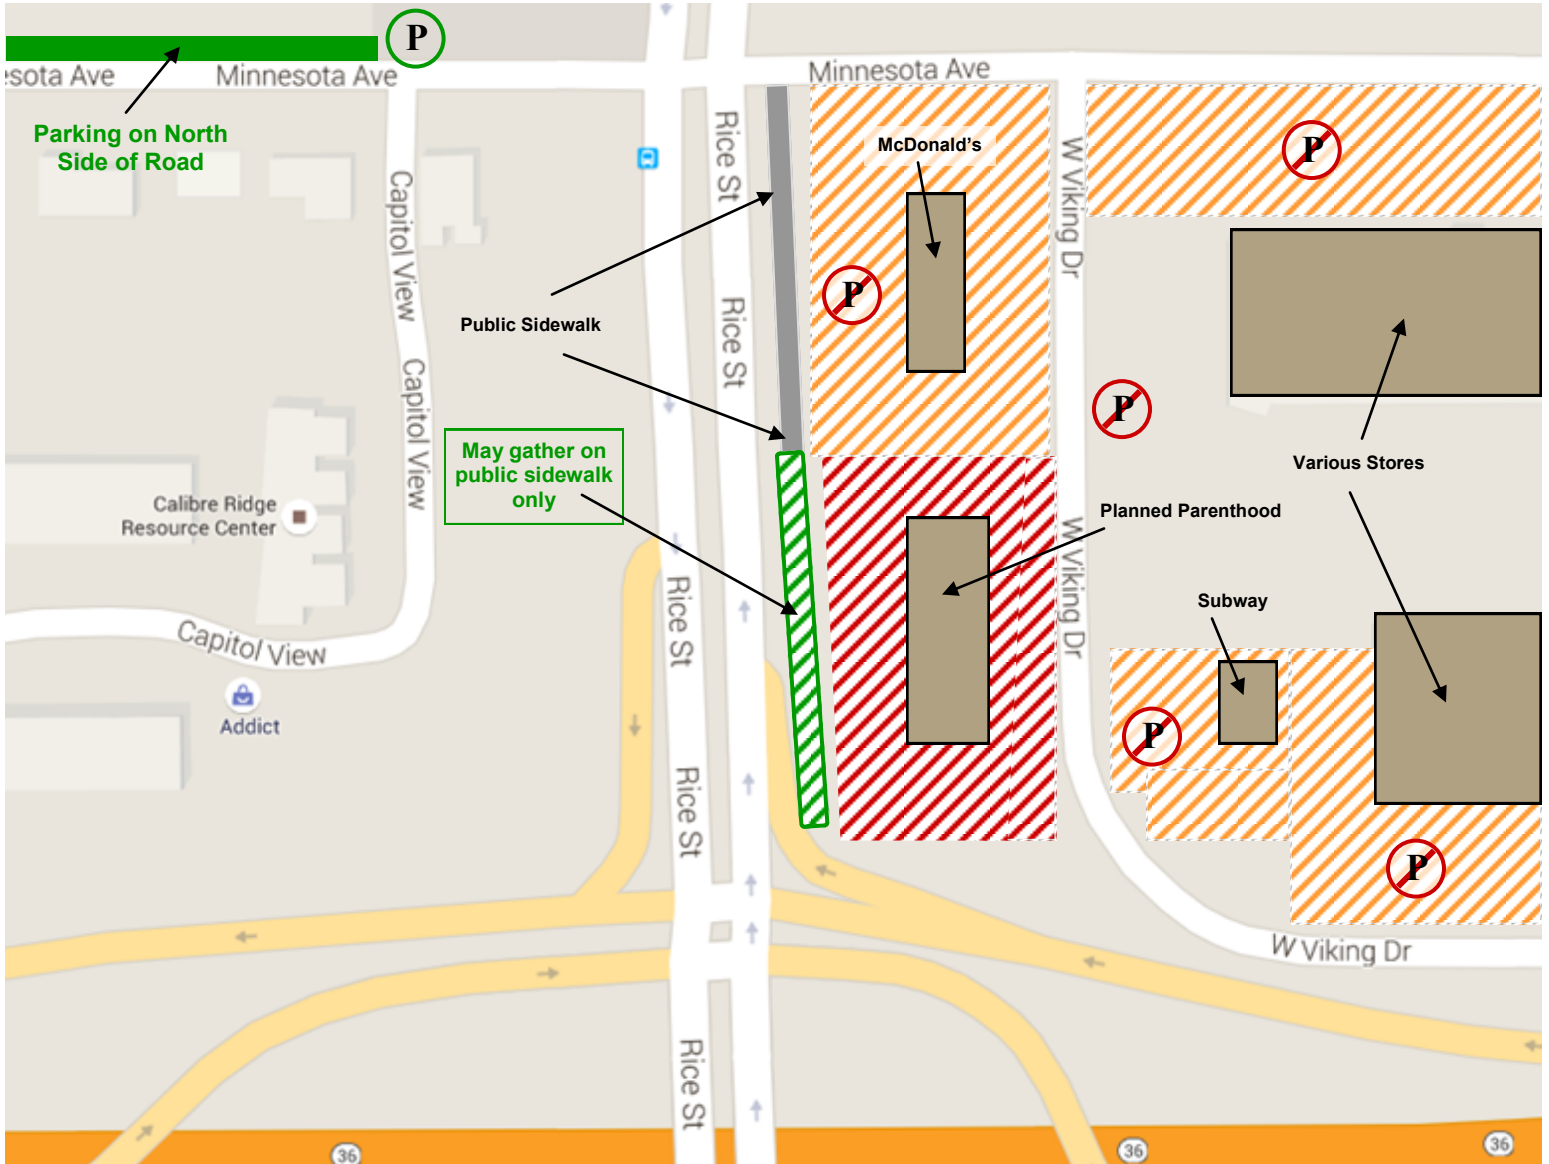 P
sota Ave
Minnesota Ave
Minnesota Ave
Parking on North
Side of Road
Rice St
McDonald's
P
W Viking Dr
Capitol View
P
Rice St
Public Sidewalk
Capitol View
P
May gather on
public sidewalk
only
Various Stores
Calibre Ridge
Resource Center
Planned Parenthood
W Viking Dr
Rice St
Subway
Capitol View
Addict
P
Rice St
P
W Viking Dr
Rice St
36
36
36